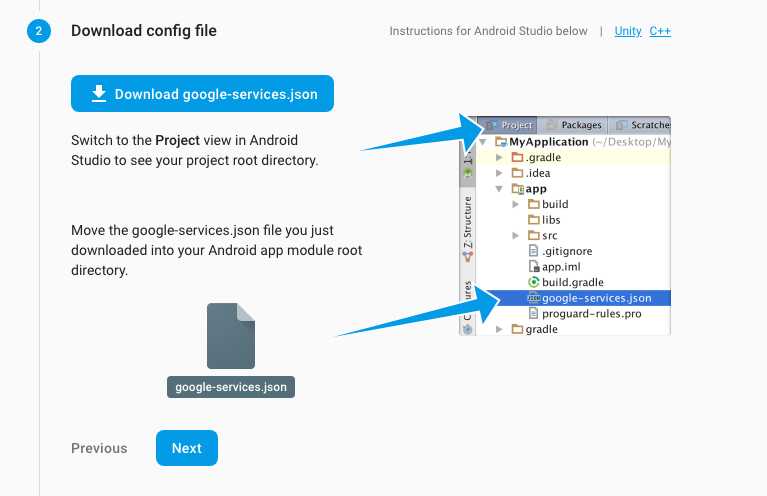 2
Download config file
Instructions for Android Studio below | Unity C++
Download google-services.json
Switch to the Project view in Android
Studio to see your project root directory.
Move the google-services.json file you just
downloaded into your Android app module root
directory.
google-services.json
Project Packages Scratche
MyApplication (~/Desktop/My
.gradle
.idea
app
build
libs
src
.gitignore
app.iml
build.gradle
google-services.json
proguard-rules.pro
gradle
Z: Structure
Previous
Next